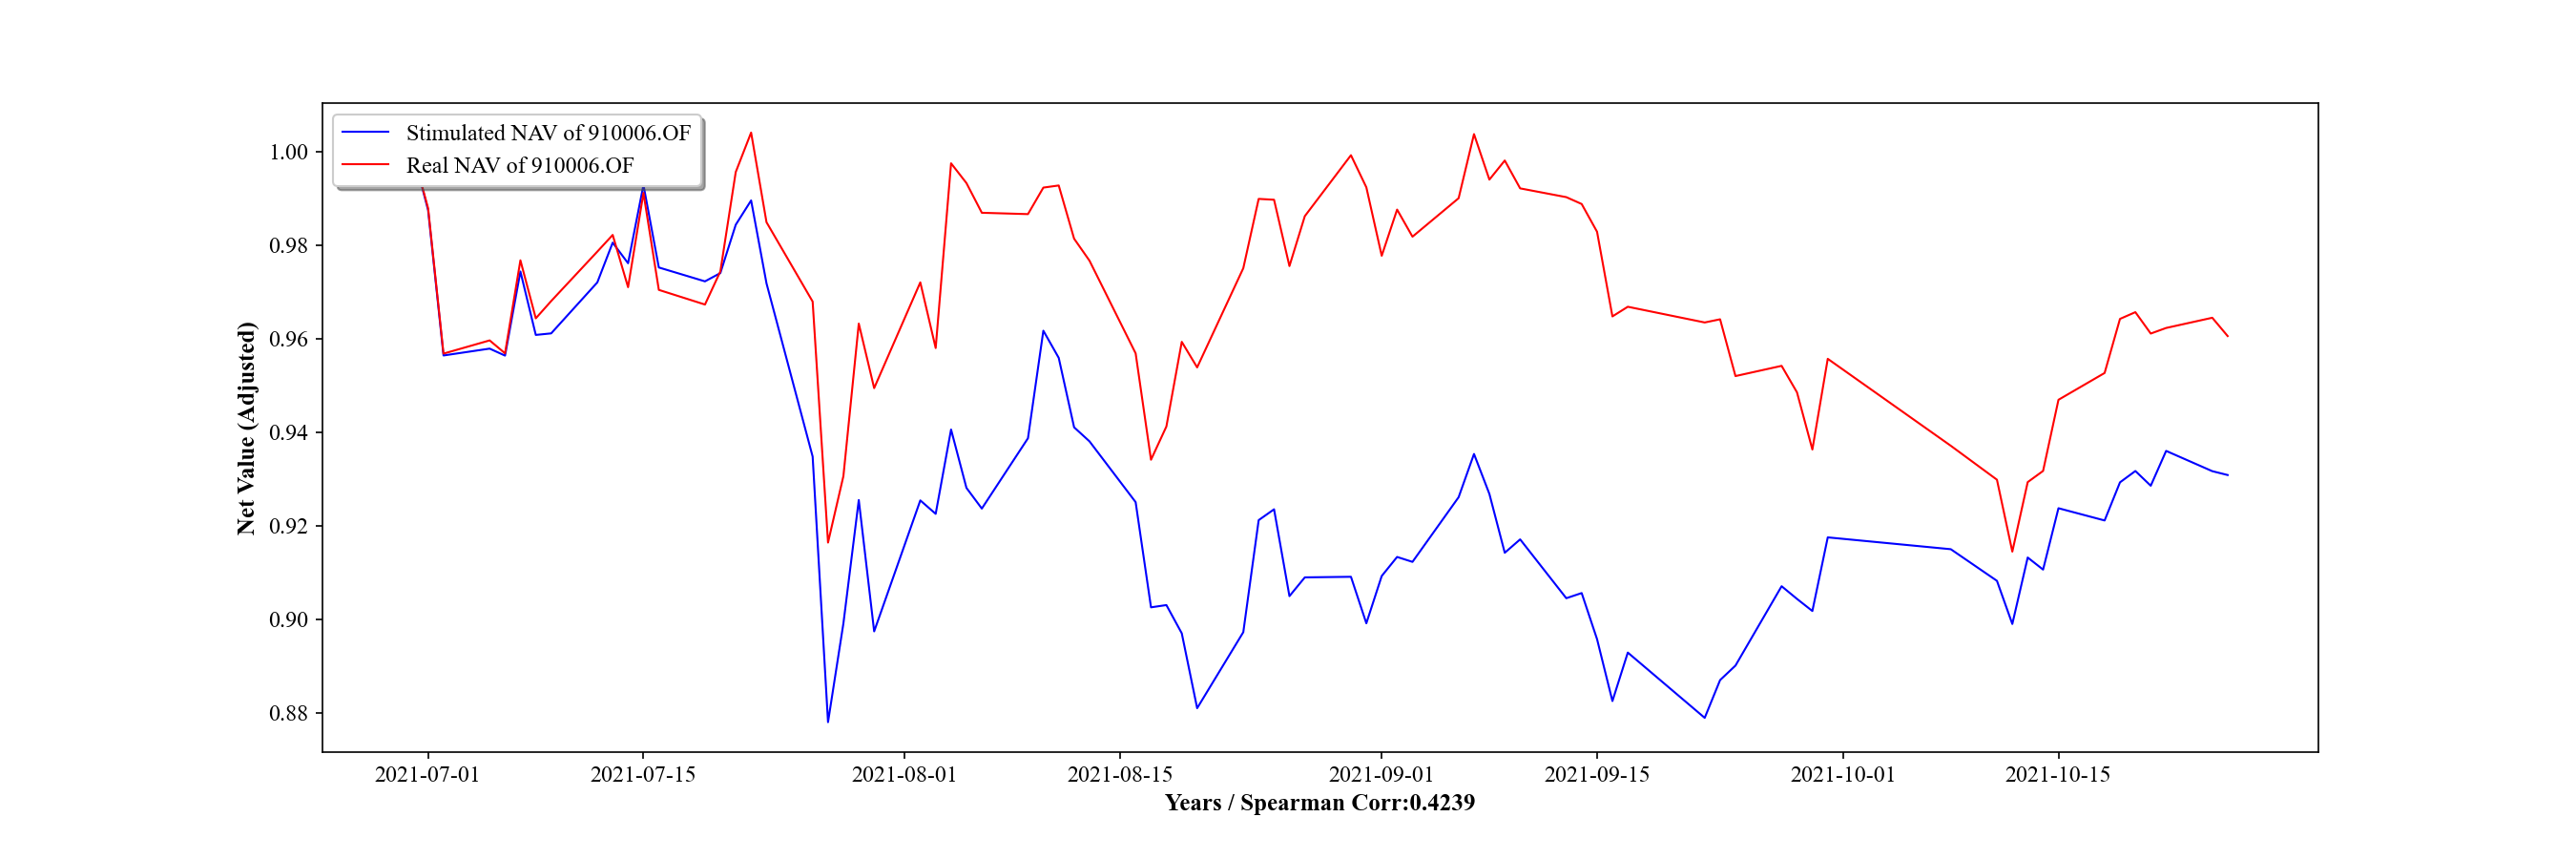 Stimulated NAV of 910006.OF
Real NAV of 910006.OF
1.00
0.98
0.96
0.94
0.92
0.90
0.88
Net Value (Adjusted)
2021-07-01 2021-07-15 2021-08-01 2021-08-15 2021-09-01 2021-09-15 2021-10-01 2021-10-15
Years / Spearman Corr:0.4239